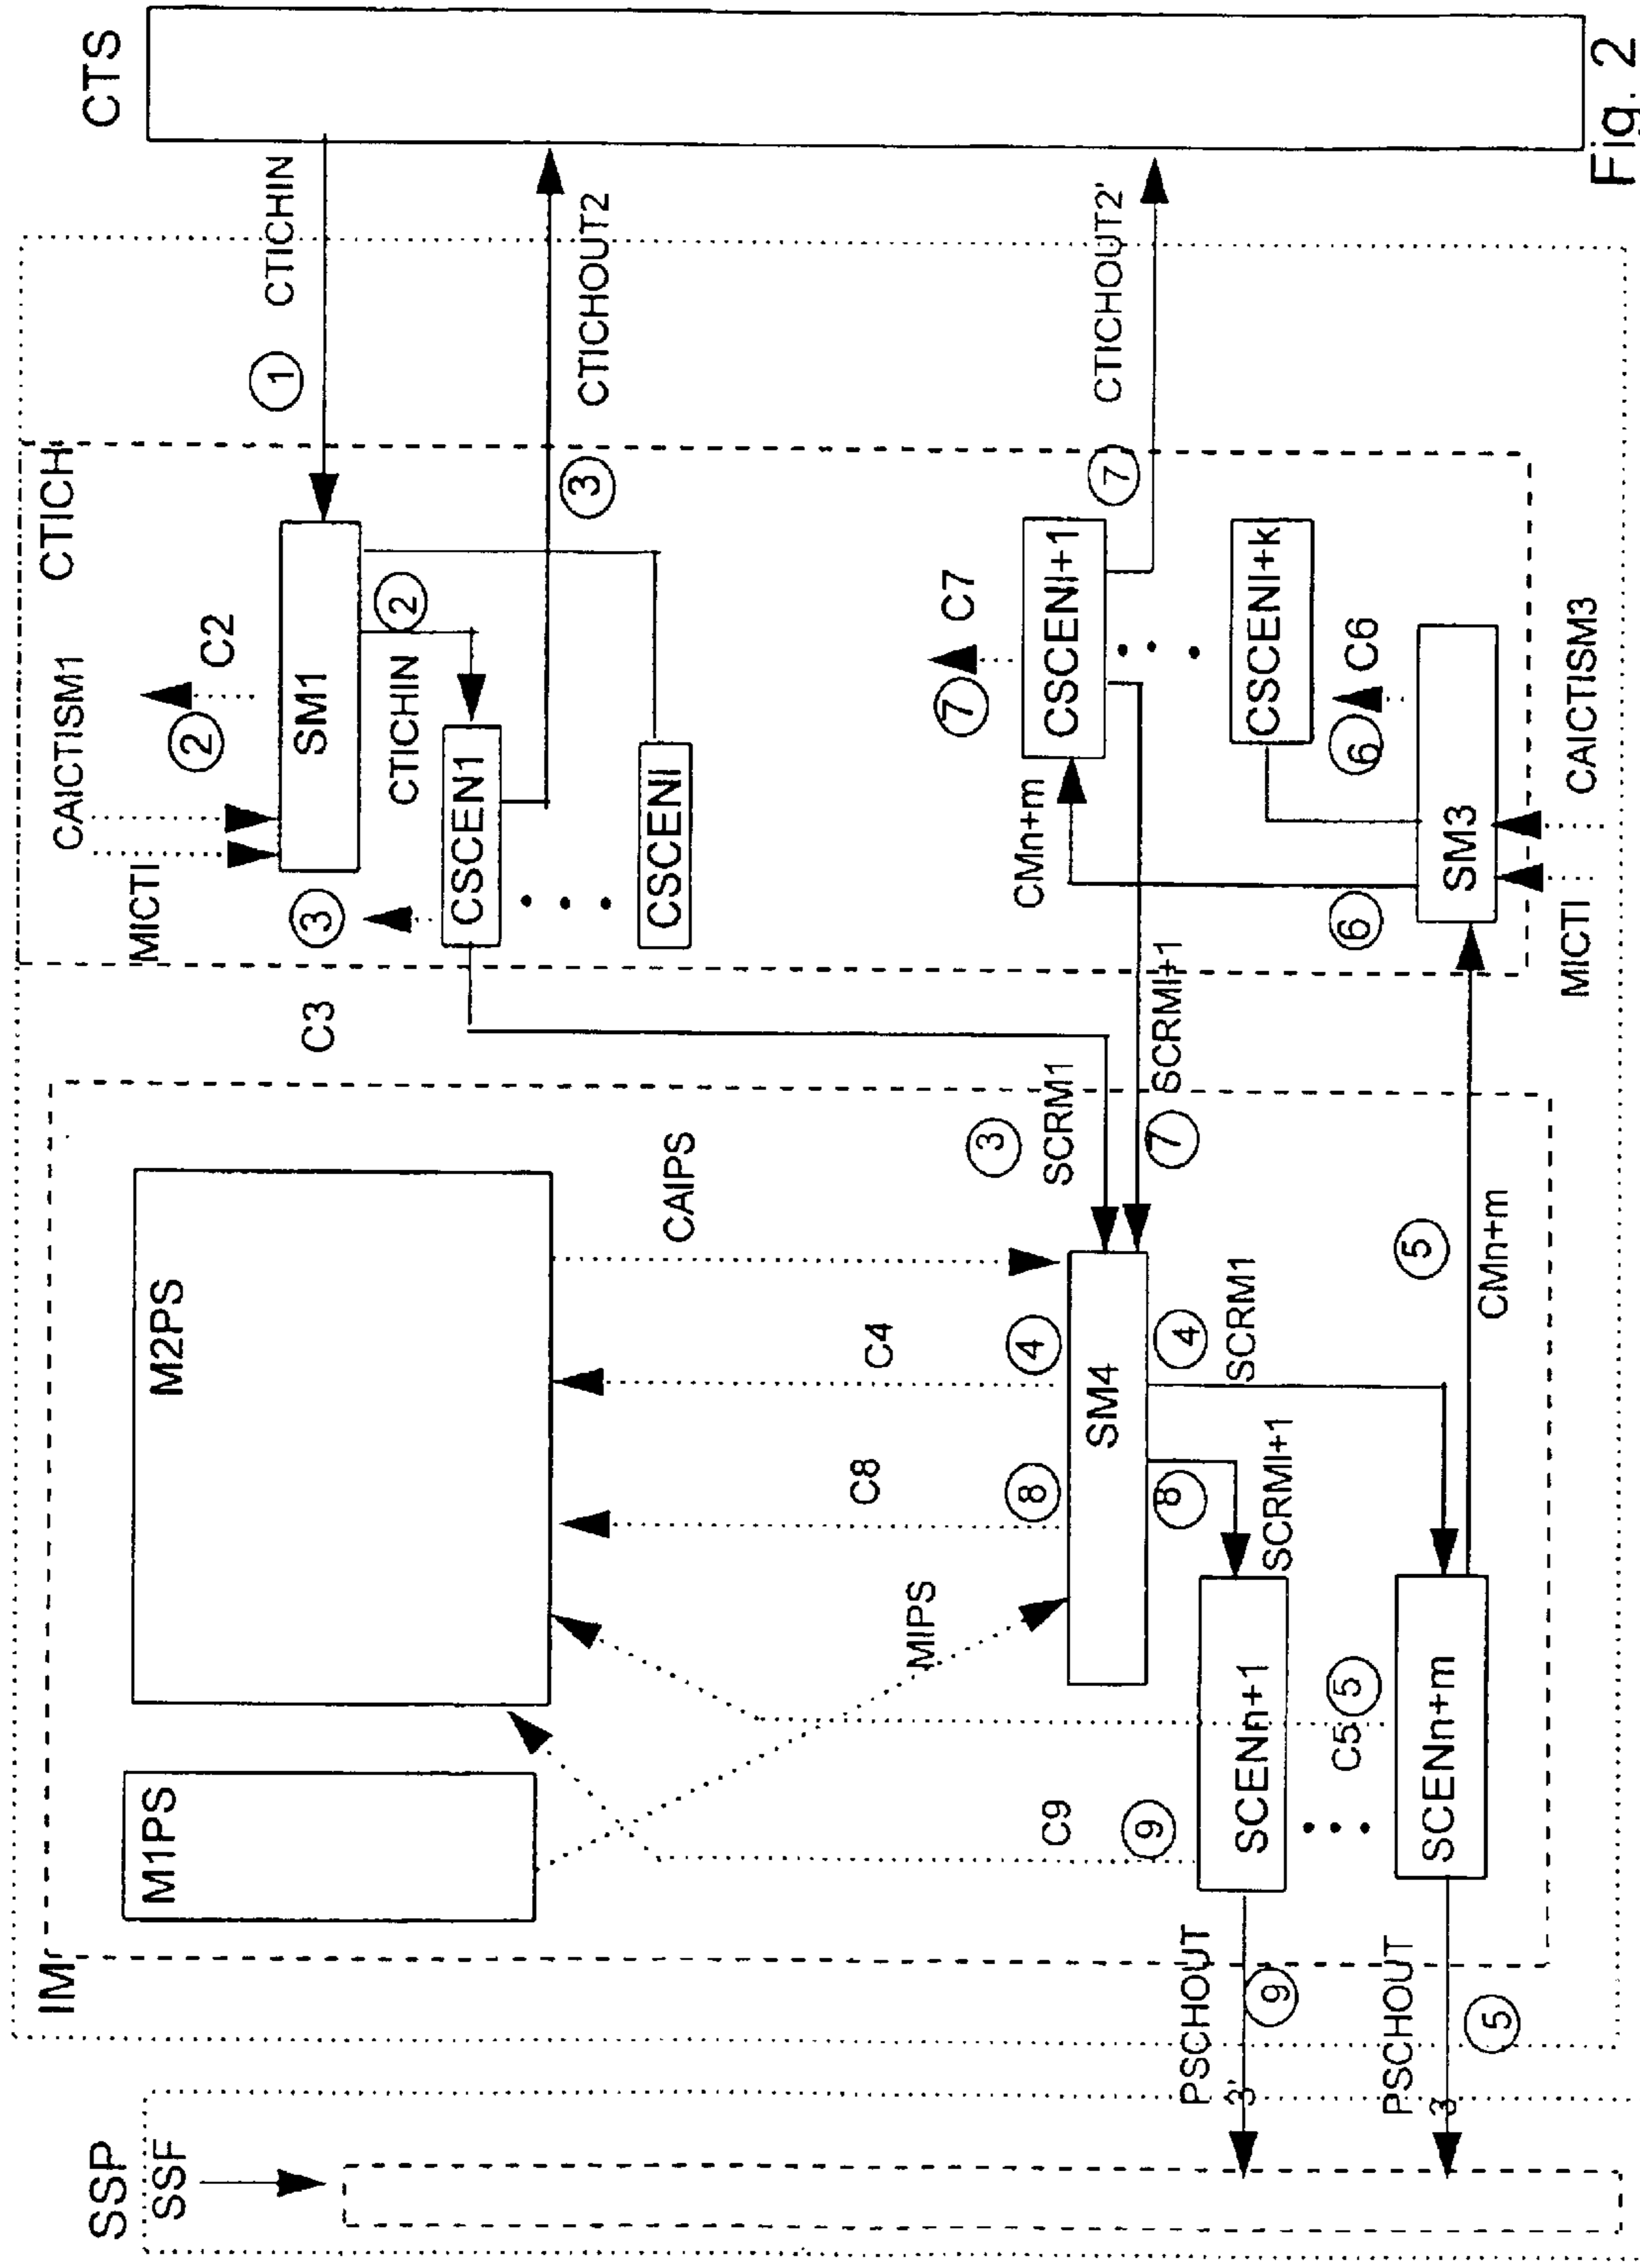 SSP
SSF
IM
M1PS
M2PS
CTICH
CTS
CAICTISM1
MICTI
2
C2
1
CTICHIN
SM1
2
CTICHIN
3
C3
CSCEN1
3
CTICHOUT2
CSCENI
CAIPS
C4
C8
MIPS
4
8
SM4
4
SCRM1
8
SCRMI+1
3
SCRM1
7
SCRMI+1
C9
9
SCENn+1
C5
5
SCENn+m
PSCHOUT
3'
9
PSCHOUT
3
5
5
CMn+m
CMn+m
7
C7
CSCENI+1
7
CTICHOUT2'
CSCENI+k
6
C6
6
SM3
MICTI
CAICTISM3
Fig. 2